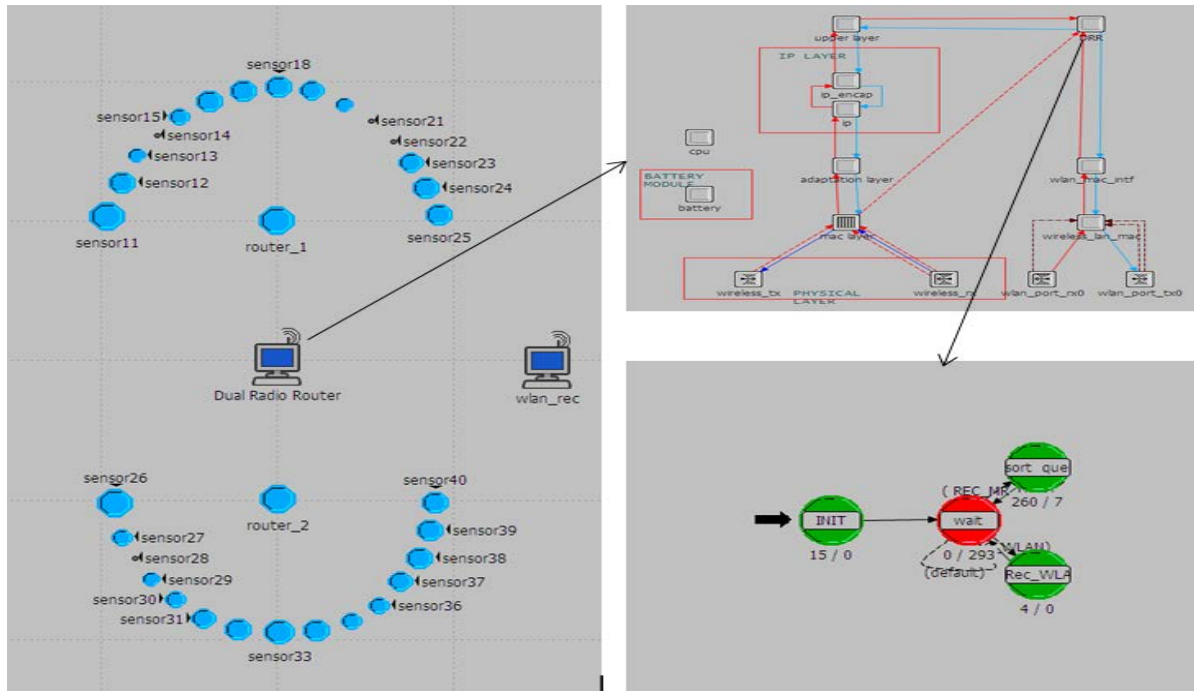 sensor18
sensor15
sensor14
sensor21
sensor22
sensor13
sensor23
sensor12
sensor24
sensor11
router_1
sensor25
Dual Radio Router
wlan_rec
sensor26
sensor40
sensor27
router_2
sensor39
sensor28
sensor38
sensor29
sensor37
sensor30
sensor36
sensor31
sensor33
upper layer
IP LAYER
ip_encap
ip
cpu
adaptation layer
wlan_mac_intf
BATTERY
MODULE
battery
mac layer
wireless_lan_mac
wireless_tx
PHYSICAL
LAYER
wlan_port_rx0
wlan_port_tx0
sort_que
( REC_MR
260 / 7
INIT
wait
15 / 0
0 / 293
WLAN)
(default)
Rec_WLA
4 / 0